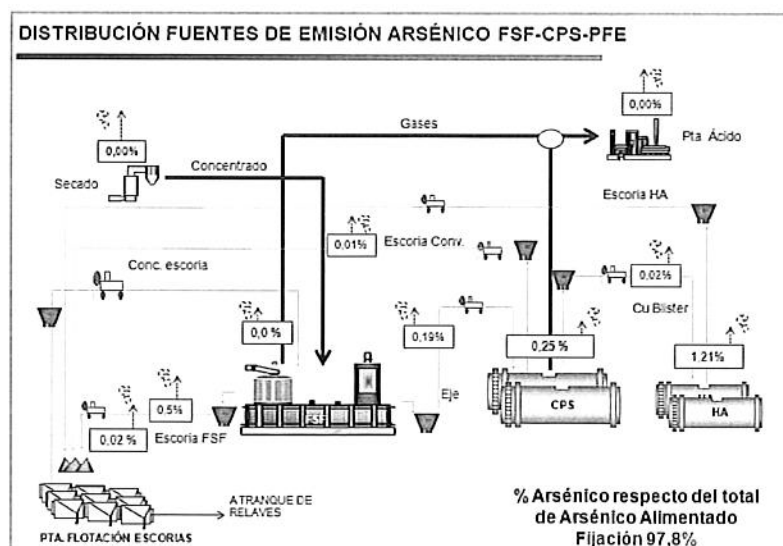 DISTRIBUCIÓN FUENTES DE EMISIÓN ARSÉNICO FSF-CPS-PFE
0,00%
0,00%
Gases
Pta. Ácido
Secado
Concentrado
Escoria HA
0,01%
Escoria Conv.
Conc. escoria
0,02%
Cu Blister
0,0 %
0,19%
0,25 %
1,21%
0,5%
0,02 %
Escoria FSF
FSF
Eje
CPS
HA
HA
A TRANQUE DE
RELAVES
PTA. FLOTACIÓN ESCORIAS
% Arsénico respecto del total
de Arsénico Alimentado
Fijación 97,8%